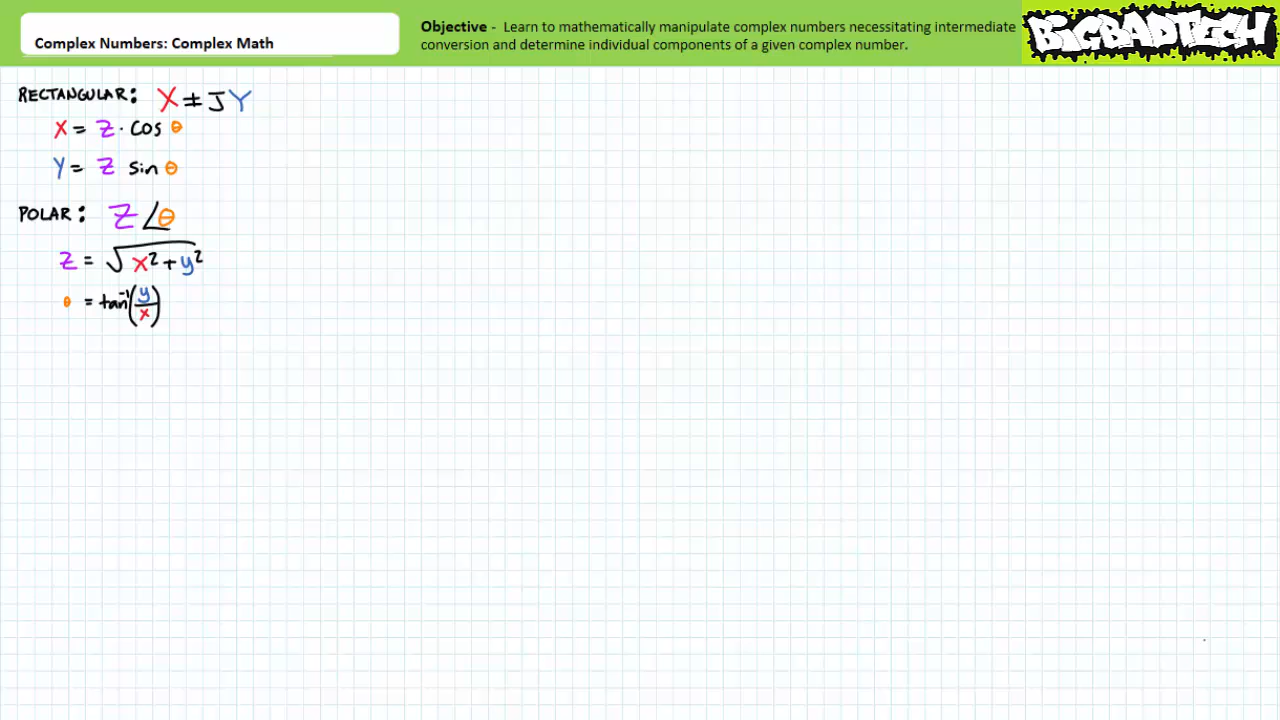 Complex Numbers: Complex Math
Objective - Learn to mathematically manipulate complex numbers necessitating intermediate
conversion and determine individual components of a given complex number.
BIGBADTECH
RECTANGULAR: X ± J Y
X = Z · COS θ
Y = Z sin θ
POLAR: Z ∠θ
Z = √x² + y²
θ = tan⁻¹(y/x)